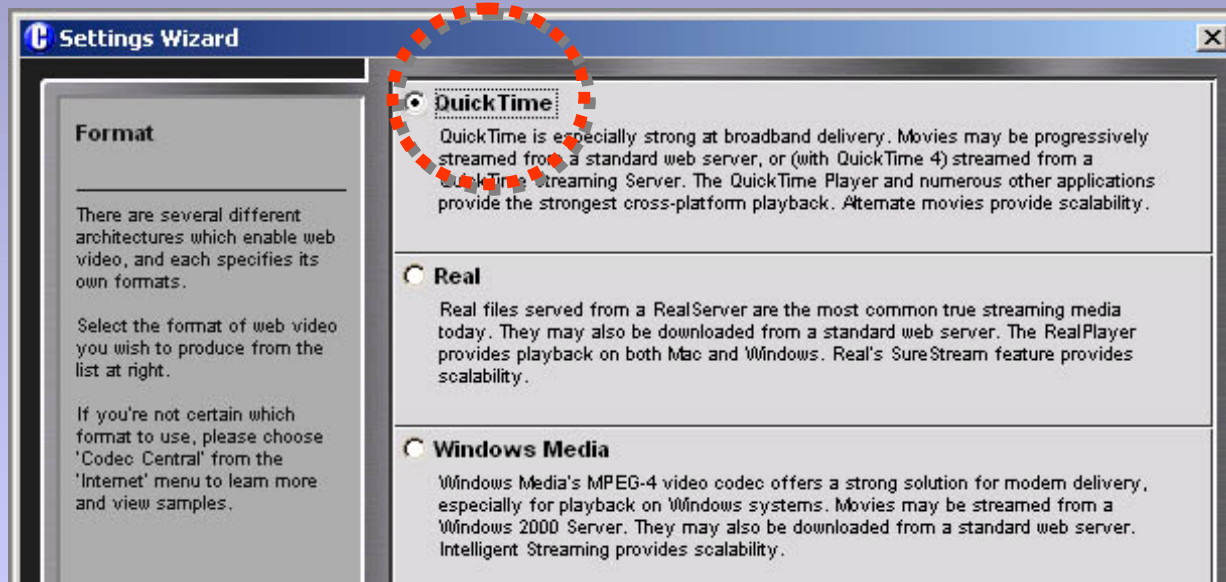 Settings Wizard
Format
There are several different
architectures which enable web
video, and each specifies its
own formats.
Select the format of web video
you wish to produce from the
list at right.
If you're not certain which
format to use, please choose
'Codec Central' from the
'Internet' menu to learn more
and view samples.
QuickTime
QuickTime is especially strong at broadband delivery. Movies may be progressively
streamed from a standard web server, or (with QuickTime 4) streamed from a
QuickTime Streaming Server. The QuickTime Player and numerous other applications
provide the strongest cross-platform playback. Alternate movies provide scalability.
Real
Real files served from a RealServer are the most common true streaming media
today. They may also be downloaded from a standard web server. The RealPlayer
provides playback on both Mac and Windows. Real's SureStream feature provides
scalability.
Windows Media
Windows Media's MPEG-4 video codec offers a strong solution for modem delivery,
especially for playback on Windows systems. Movies may be streamed from a
Windows 2000 Server. They may also be downloaded from a standard web server.
Intelligent Streaming provides scalability.